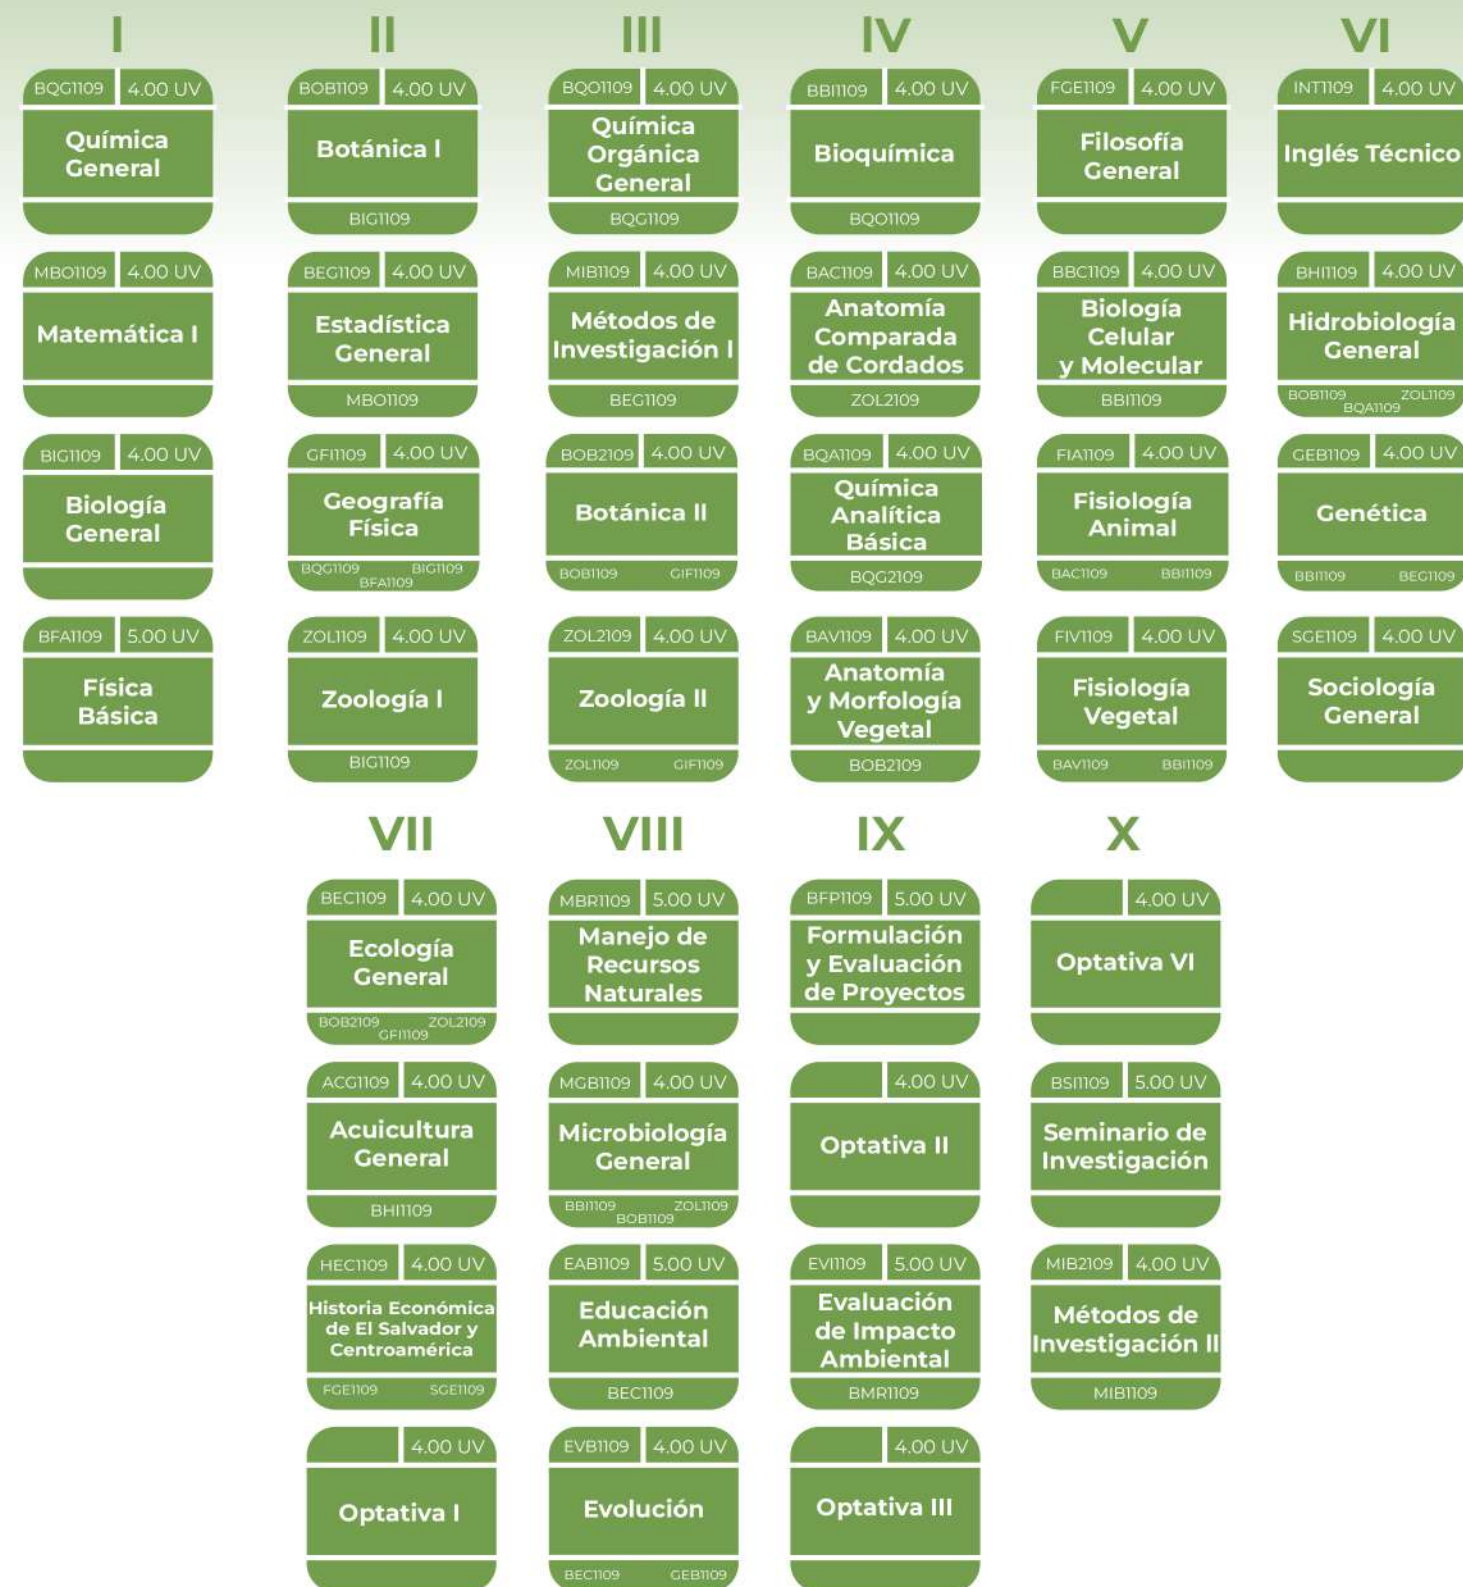 I
II
III
IV
V
VI
BQG1109 4.00 UV
Química
General
BOB1109 4.00 UV
Botánica I
BIG1109
BQO1109 4.00 UV
Química
Orgánica
General
BQG1109
BBI1109 4.00 UV
Bioquímica
BQO1109
FGE1109 4.00 UV
Filosofía
General
INT1109 4.00 UV
Inglés Técnico
MBO1109 4.00 UV
Matemática I
BEG1109 4.00 UV
Estadística
General
MBO1109
MIB1109 4.00 UV
Métodos de
Investigación I
BEG1109
BAC1109 4.00 UV
Anatomía
Comparada
de Cordados
ZOL2109
BBC1109 4.00 UV
Biología
Celular
y Molecular
BBI1109
BHI1109 4.00 UV
Hidrobiología
General
BOB1109 ZOL1109
BQA1109
BIG1109 4.00 UV
Biología
General
GFI1109 4.00 UV
Geografía
Física
BQG1109 BIG1109
BFA1109
BOB2109 4.00 UV
Botánica II
BOB1109 GIF1109
BQA1109 4.00 UV
Química
Analítica
Básica
BQG2109
FIA1109 4.00 UV
Fisiología
Animal
BAC1109 BBI1109
GEB1109 4.00 UV
Genética
BBI1109 BEG1109
BFA1109 5.00 UV
Física
Básica
ZOL1109 4.00 UV
Zoología I
BIG1109
ZOL2109 4.00 UV
Zoología II
ZOL1109 GIF1109
BAV1109 4.00 UV
Anatomía
y Morfología
Vegetal
BOB2109
FIV1109 4.00 UV
Fisiología
Vegetal
BAV1109 BBI1109
SGE1109 4.00 UV
Sociología
General
VII
VIII
IX
X
BEC1109 4.00 UV
Ecología
General
BOB2109 ZOL2109
GFI1109
MBR1109 5.00 UV
Manejo de
Recursos
Naturales
BFP1109 5.00 UV
Formulación
y Evaluación
de Proyectos
4.00 UV
Optativa VI
ACG1109 4.00 UV
Acuicultura
General
BHI1109
MGB1109 4.00 UV
Microbiología
General
BBI1109 ZOL1109
BOB1109
4.00 UV
Optativa II
BSI1109 5.00 UV
Seminario de
Investigación
HEC1109 4.00 UV
Historia Económica
de El Salvador y
Centroamérica
FGE1109 SGE1109
EAB1109 5.00 UV
Educación
Ambiental
BEC1109
EVI1109 5.00 UV
Evaluación
de Impacto
Ambiental
BMR1109
MIB2109 4.00 UV
Métodos de
Investigación II
MIB1109
4.00 UV
Optativa I
EVB1109 4.00 UV
Evolución
BEC1109 GEB1109
4.00 UV
Optativa III